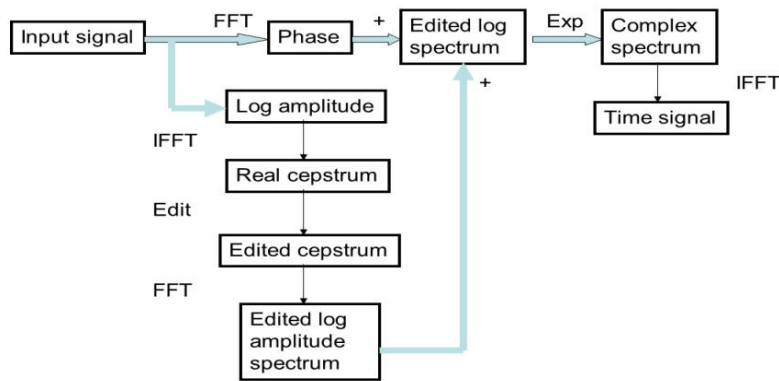 FFT
+
Edited log
spectrum
Exp
Complex
spectrum
Input signal
Phase
+
IFFT
Log amplitude
Time signal
IFFT
Real cepstrum
Edit
Edited cepstrum
FFT
Edited log
amplitude
spectrum